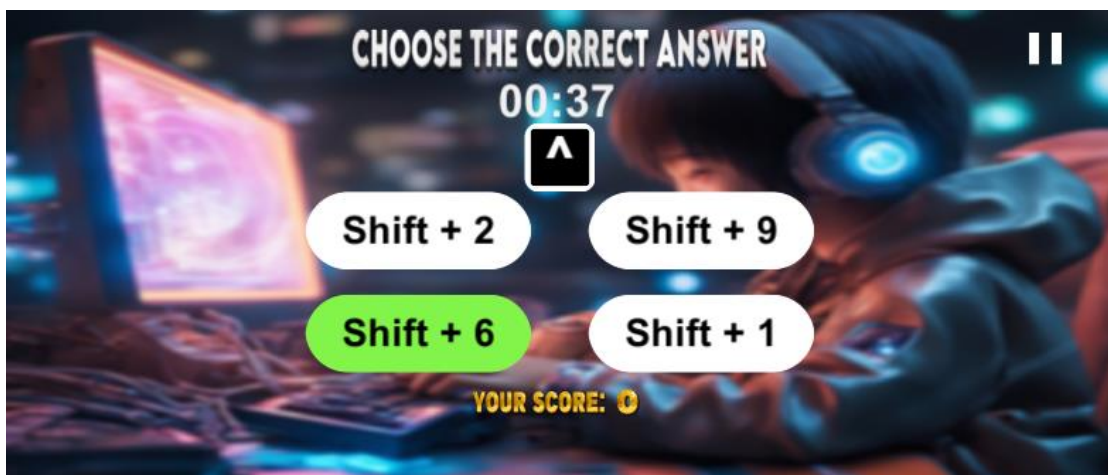 CHOOSE THE CORRECT ANSWER
00:37
^
Shift + 2
Shift + 9
Shift + 6
Shift + 1
YOUR SCORE: 0